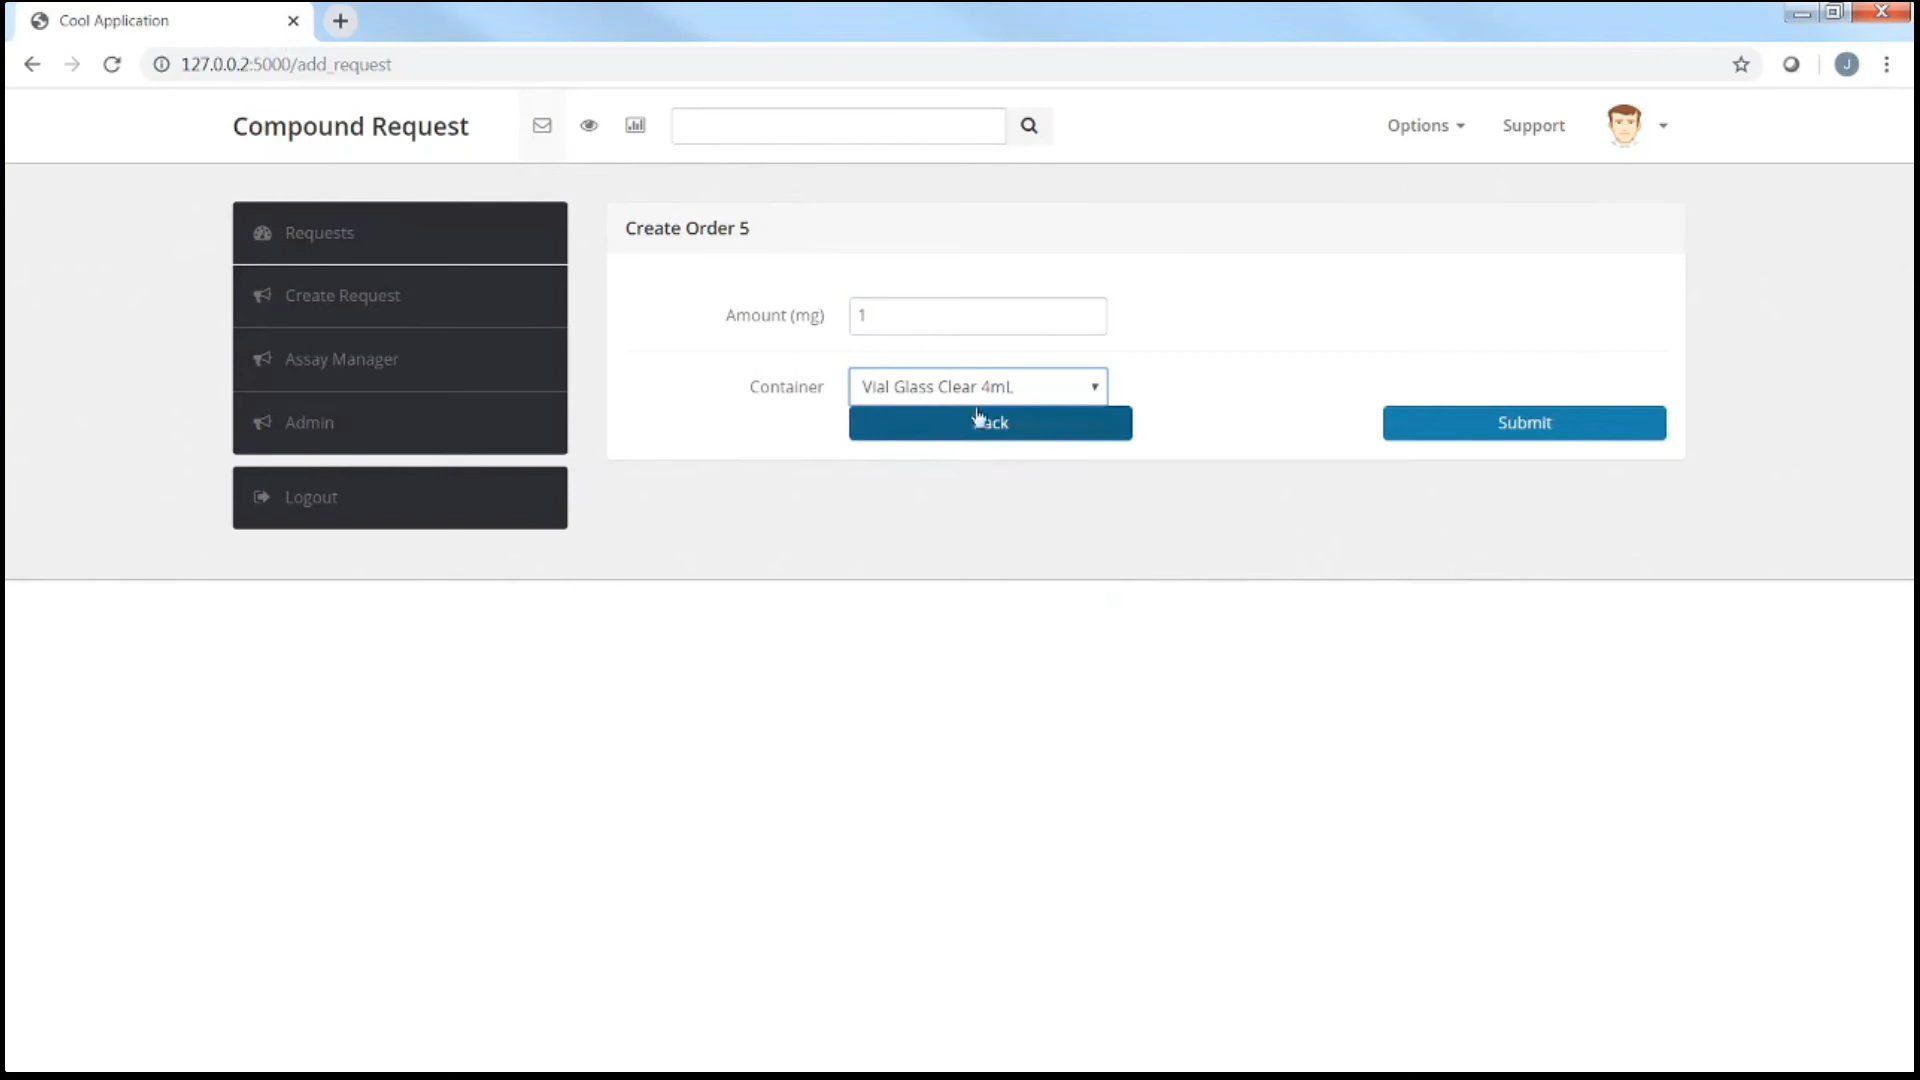 Cool Application
127.0.0.2:5000/add_request
J
Compound Request
Options
Support
Requests
Create Request
Assay Manager
Admin
Logout
Create Order 5
Amount (mg)
1
Container
Vial Glass Clear 4mL
Submit